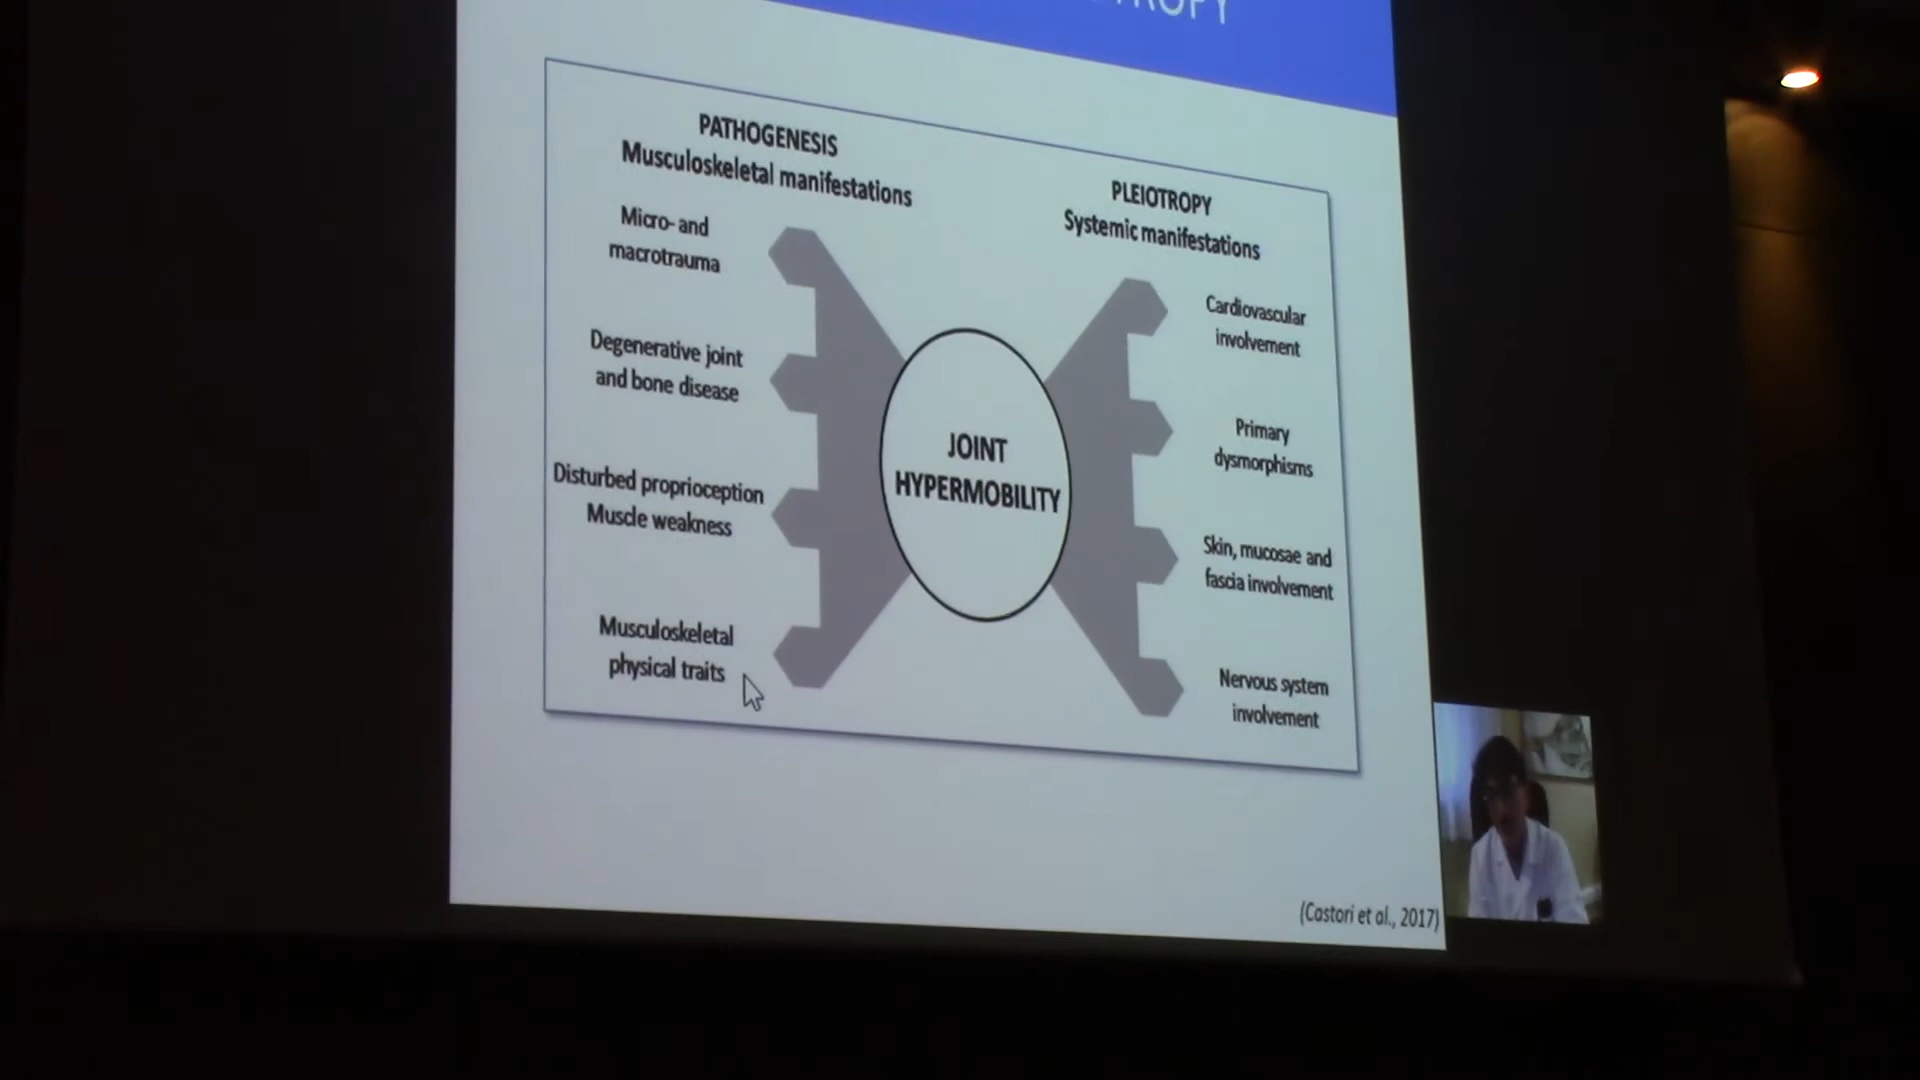 PATHOGENESIS
Musculoskeletal manifestations
Micro- and
macrotrauma
Degenerative joint
and bone disease
Disturbed proprioception
Muscle weakness
Musculoskeletal
physical traits
JOINT
HYPERMOBILITY
PLEIOTROPY
Systemic manifestations
Cardiovascular
involvement
Primary
dysmorphisms
Skin, mucosae and
fascia involvement
Nervous system
involvement
(Castori et al., 2017)